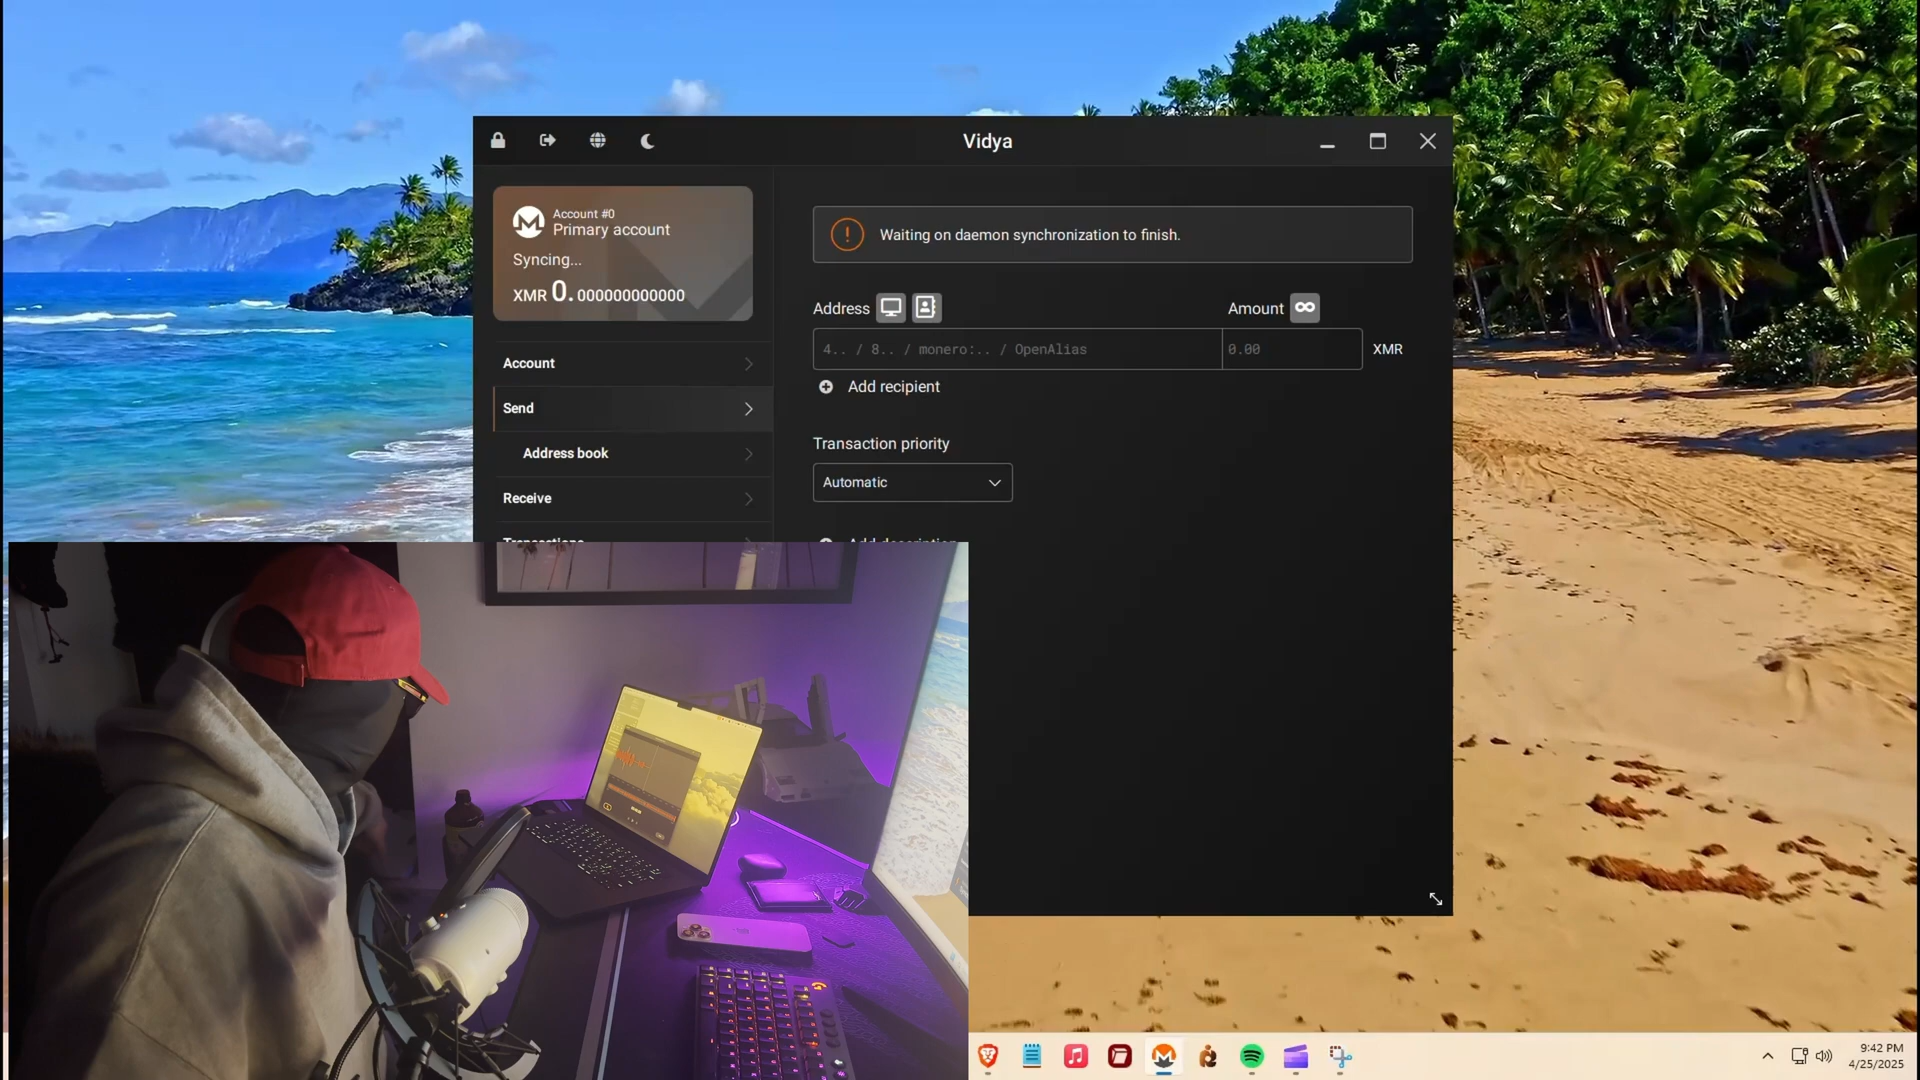 Vidya
Account #0
Primary account
Syncing...
XMR 0.000000000000
Account
Send
Address book
Receive
Waiting on daemon synchronization to finish.
Address
Amount
4.. / 8.. / monero:.. / OpenAlias
0.00
XMR
Add recipient
Transaction priority
Automatic
Add description
9:42 PM
4/25/2025